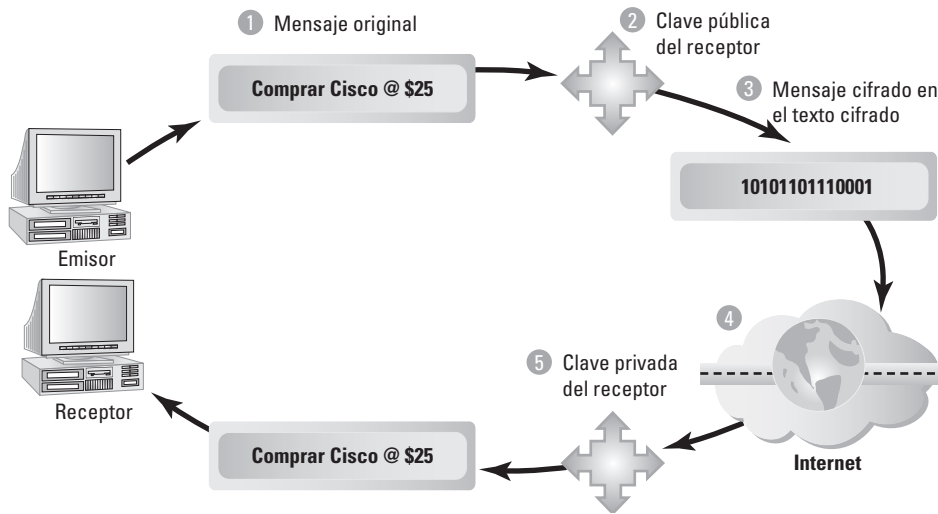 1 Mensaje original
Comprar Cisco @ $25
2 Clave pública
del receptor
3 Mensaje cifrado en
el texto cifrado
10101101110001
Emisor
4
Internet
5 Clave privada
del receptor
Comprar Cisco @ $25
Receptor